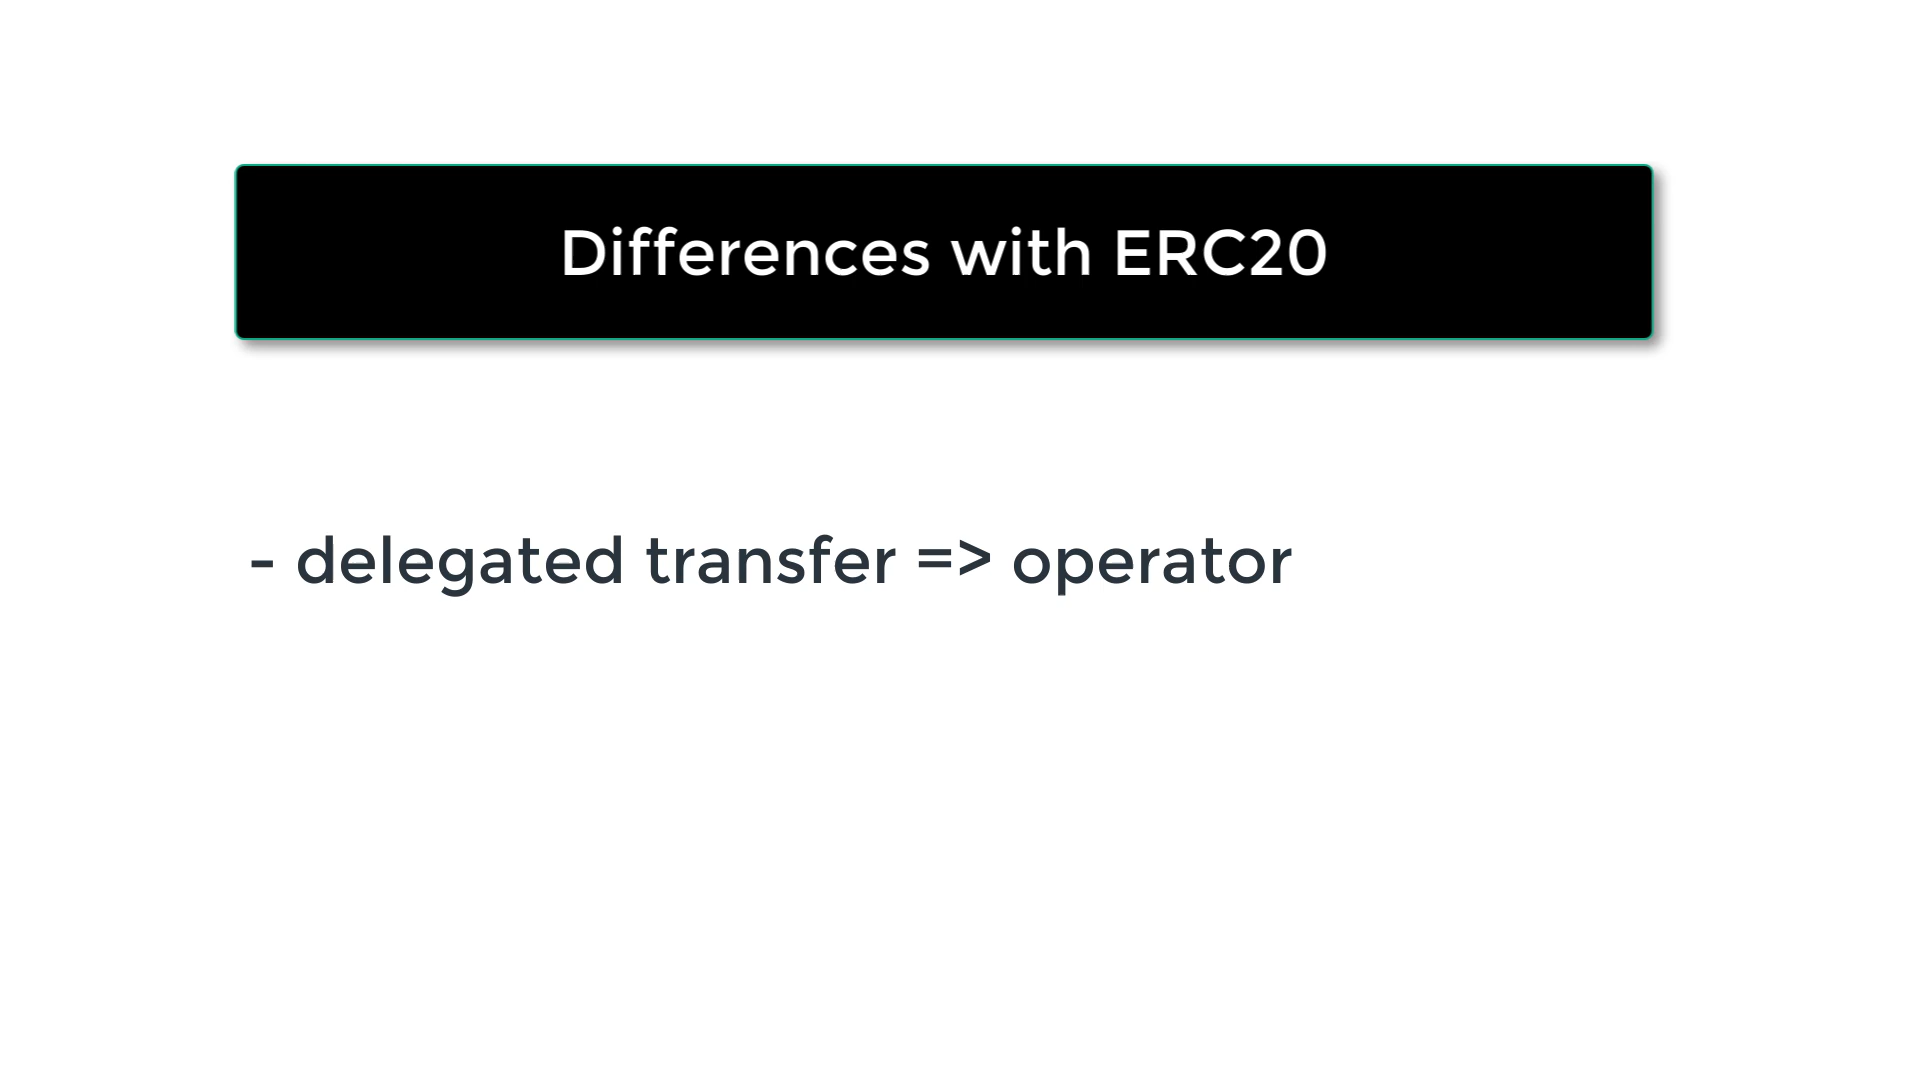 Differences with ERC20
- delegated transfer => operator